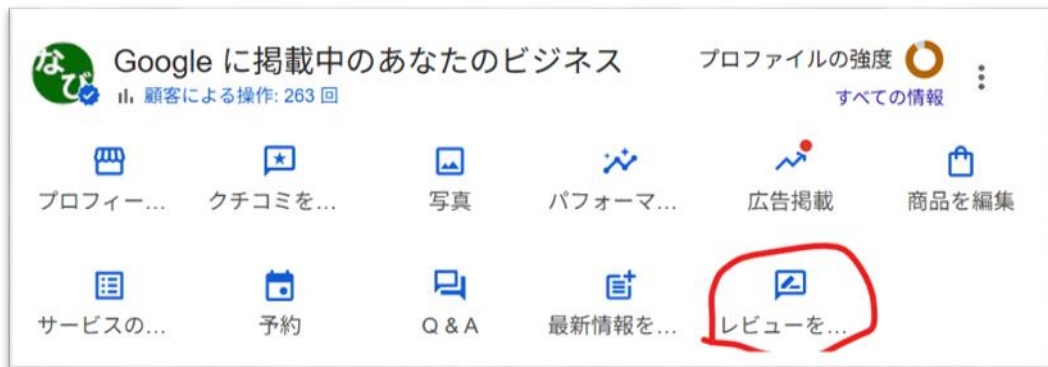 なび
Google に掲載中のあなたのビジネス
プロファイルの強度
顧客による操作: 263 回
すべての情報
プロフィー… クチコミを… 写真 パフォーマ… 広告掲載 商品を編集
サービスの… 予約 Q & A 最新情報を… レビューを…